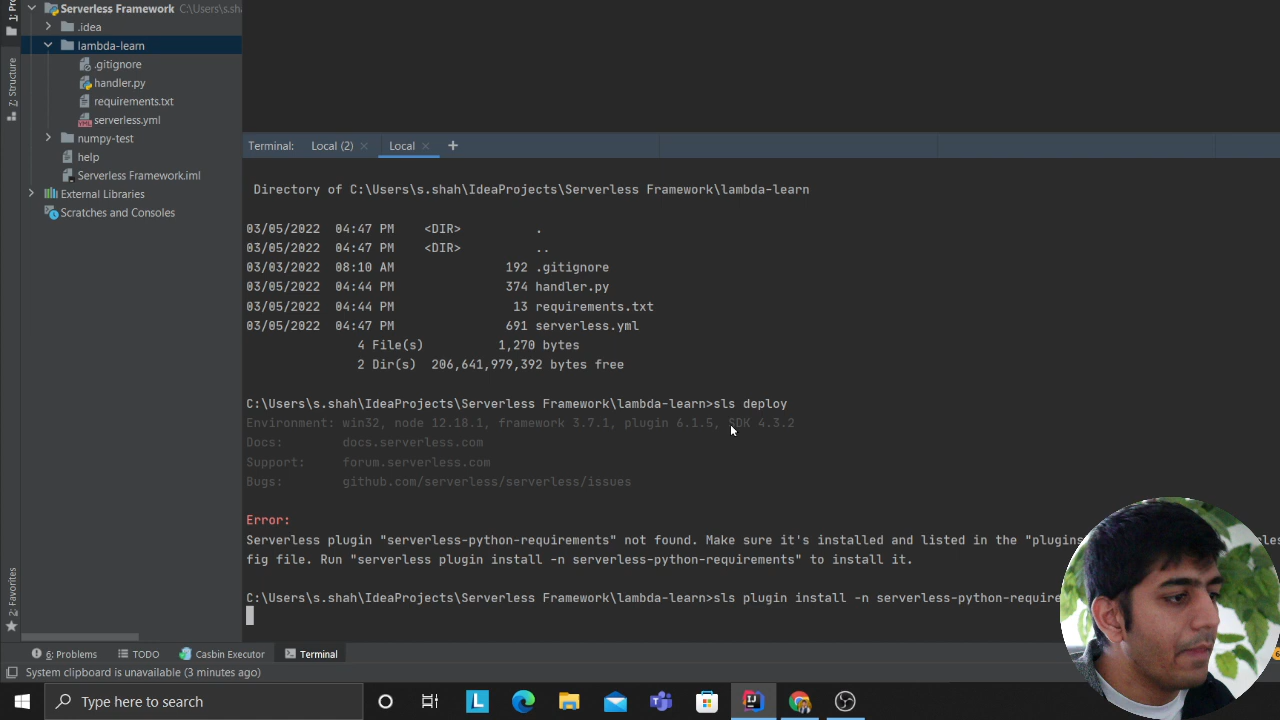 Serverless Framework C:\Users\s.sha
.idea
lambda-learn
.gitignore
handler.py
requirements.txt
serverless.yml
numpy-test
help
Serverless Framework.iml
External Libraries
Scratches and Consoles
Z: Structure
2: Favorites
Terminal: Local (2) × Local × +
Directory of C:\Users\s.shah\IdeaProjects\Serverless Framework\lambda-learn
03/05/2022 04:47 PM <DIR> .
03/05/2022 04:47 PM <DIR> ..
03/03/2022 08:10 AM 192 .gitignore
03/05/2022 04:44 PM 374 handler.py
03/05/2022 04:44 PM 13 requirements.txt
03/05/2022 04:47 PM 691 serverless.yml
4 File(s) 1,270 bytes
2 Dir(s) 206,641,979,392 bytes free
C:\Users\s.shah\IdeaProjects\Serverless Framework\lambda-learn>sls deploy
Environment: win32, node 12.18.1, framework 3.7.1, plugin 6.1.5, SDK 4.3.2
Docs: docs.serverless.com
Support: forum.serverless.com
Bugs: github.com/serverless/serverless/issues
Error:
Serverless plugin "serverless-python-requirements" not found. Make sure it's installed and listed in the "plugins
fig file. Run "serverless plugin install -n serverless-python-requirements" to install it.
C:\Users\s.shah\IdeaProjects\Serverless Framework\lambda-learn>sls plugin install -n serverless-python-require
6: Problems TODO Casbin Executor Terminal
System clipboard is unavailable (3 minutes ago)
Type here to search